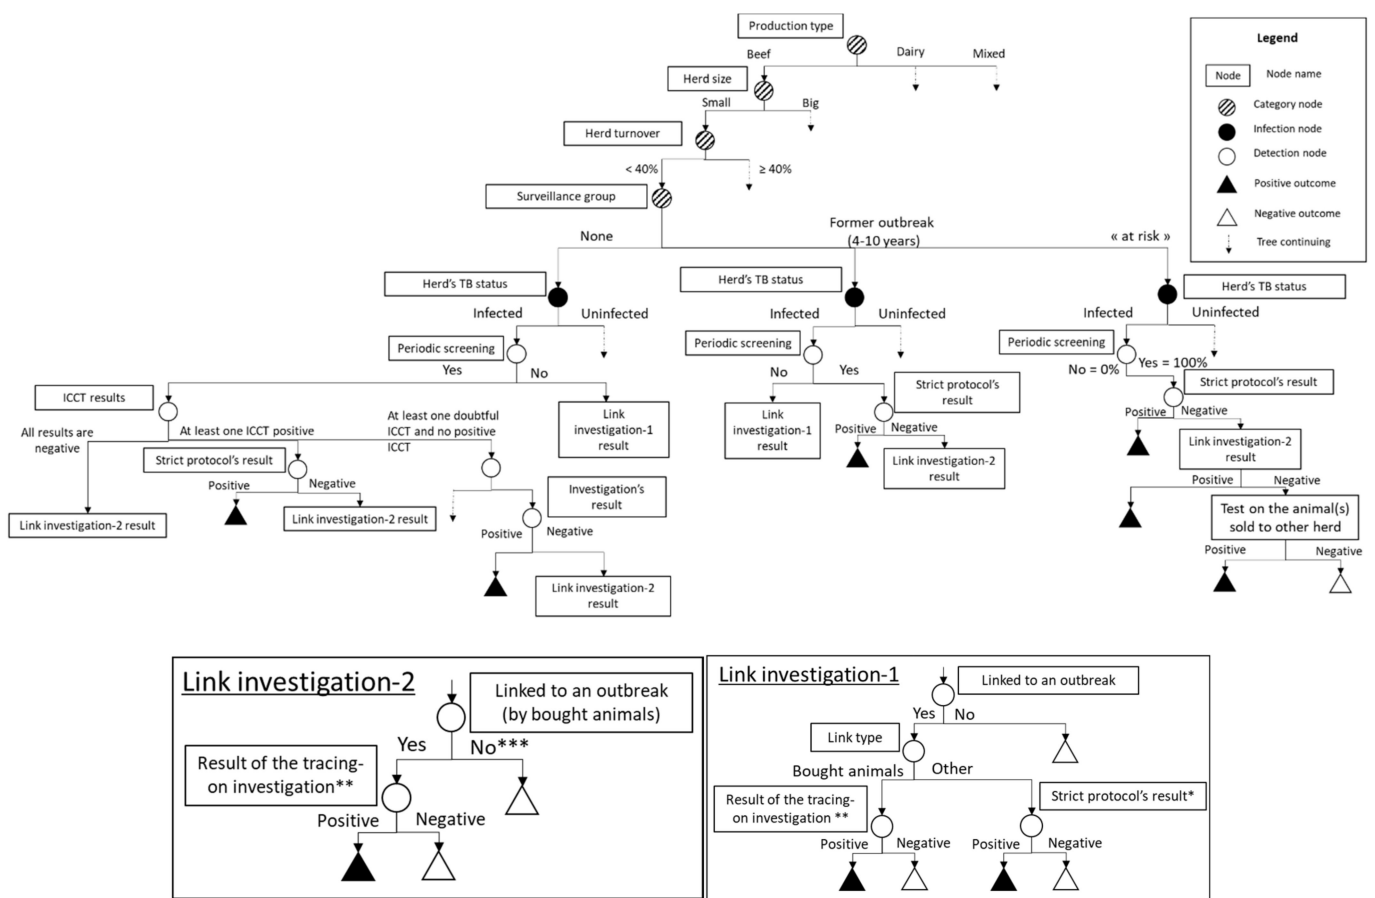 Production type
Beef
Dairy
Mixed
Herd size
Small
Big
Herd turnover
< 40%
≥ 40%
Surveillance group
None
Former outbreak
(4-10 years)
« at risk »
Legend
Node
Node name
Category node
Infection node
Detection node
Positive outcome
Negative outcome
Tree continuing
Herd's TB status
Infected
Uninfected
Periodic screening
Yes
No
ICCT results
All results are
negative
At least one ICCT positive
At least one doubtful
ICCT and no positive
ICCT
Link
investigation-1
result
Strict protocol's result
Positive
Negative
Link investigation-2 result
Link investigation-2 result
Investigation's
result
Positive
Negative
Link investigation-2
result
Herd's TB status
Infected
Uninfected
Periodic screening
No
Yes
Link
investigation-1
result
Strict protocol's
result
Positive
Negative
Link investigation-2
result
Herd's TB status
Infected
Uninfected
Periodic screening
No = 0%
Yes = 100%
Strict protocol's result
Positive
Negative
Link investigation-2
result
Positive
Negative
Test on the animal(s)
sold to other herd
Positive
Negative
Link investigation-2
Linked to an outbreak
(by bought animals)
Yes
No***
Result of the tracing-
on investigation**
Positive
Negative
Link investigation-1
Linked to an outbreak
Yes
No
Link type
Bought animals
Other
Result of the tracing-
on investigation **
Strict protocol's result*
Positive
Negative
Positive
Negative